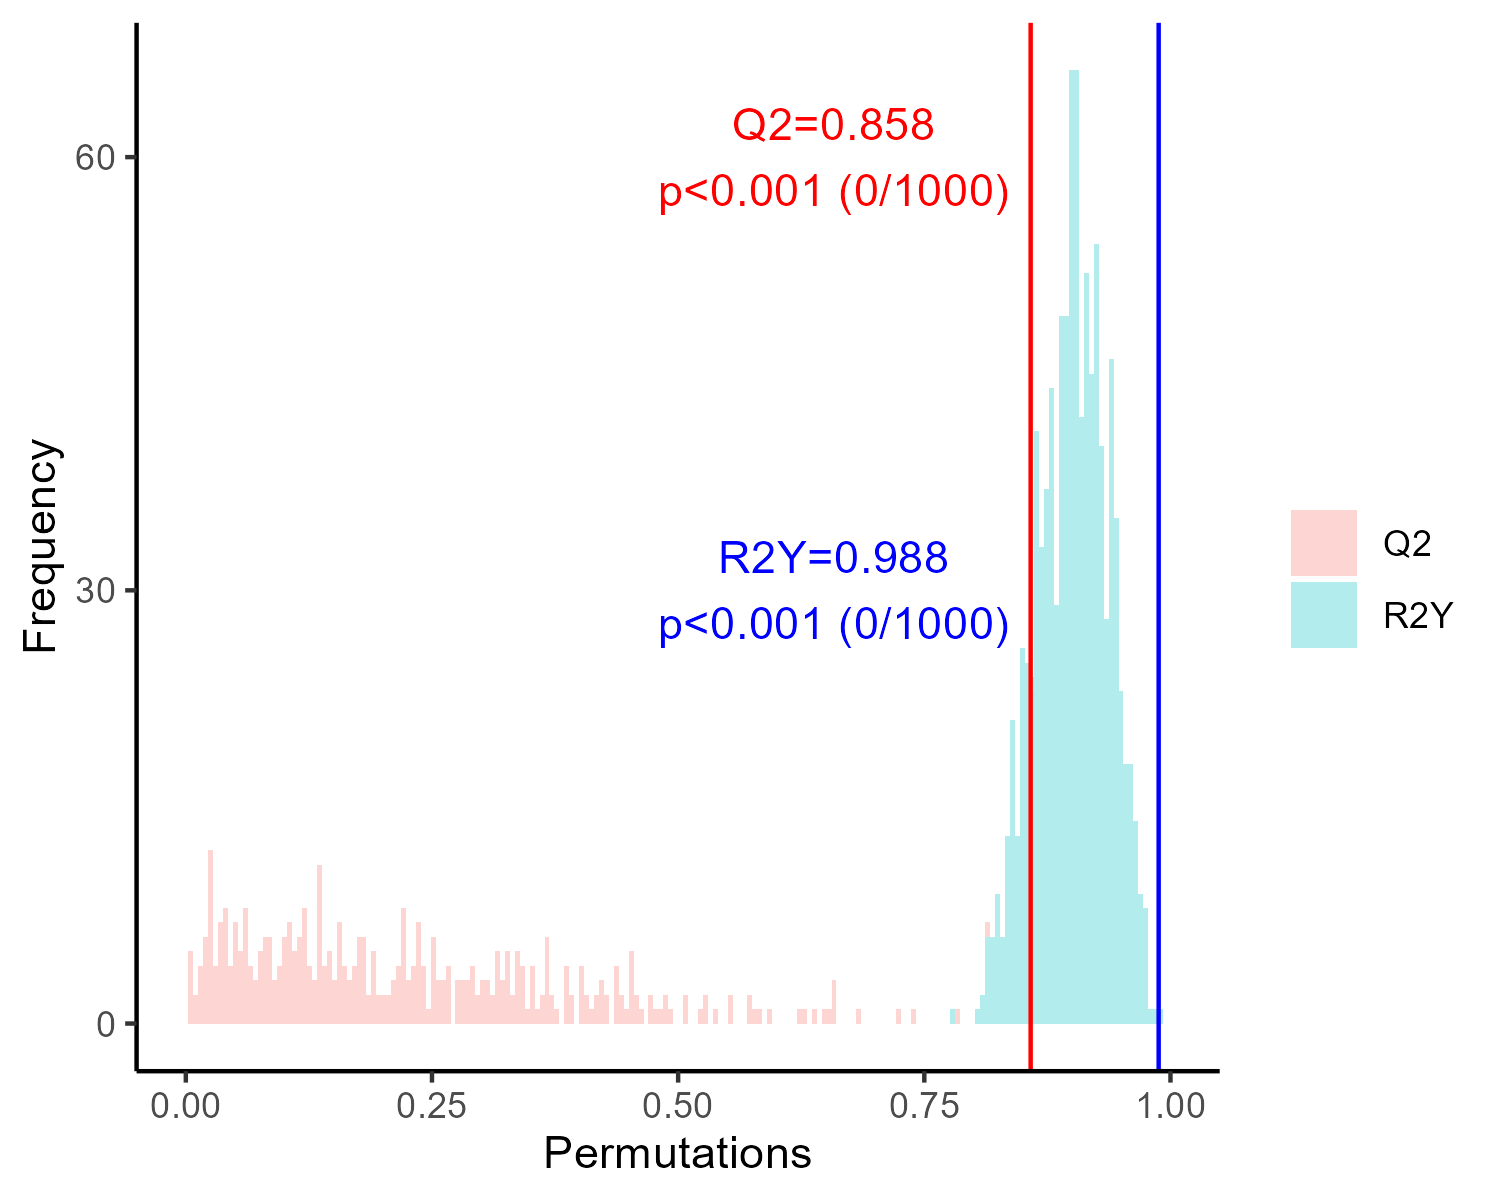 Q2=0.858
p<0.001 (0/1000)
R2Y=0.988
p<0.001 (0/1000)
Frequency
60
30
0
0.00 0.25 0.50 0.75 1.00
Permutations
Q2
R2Y